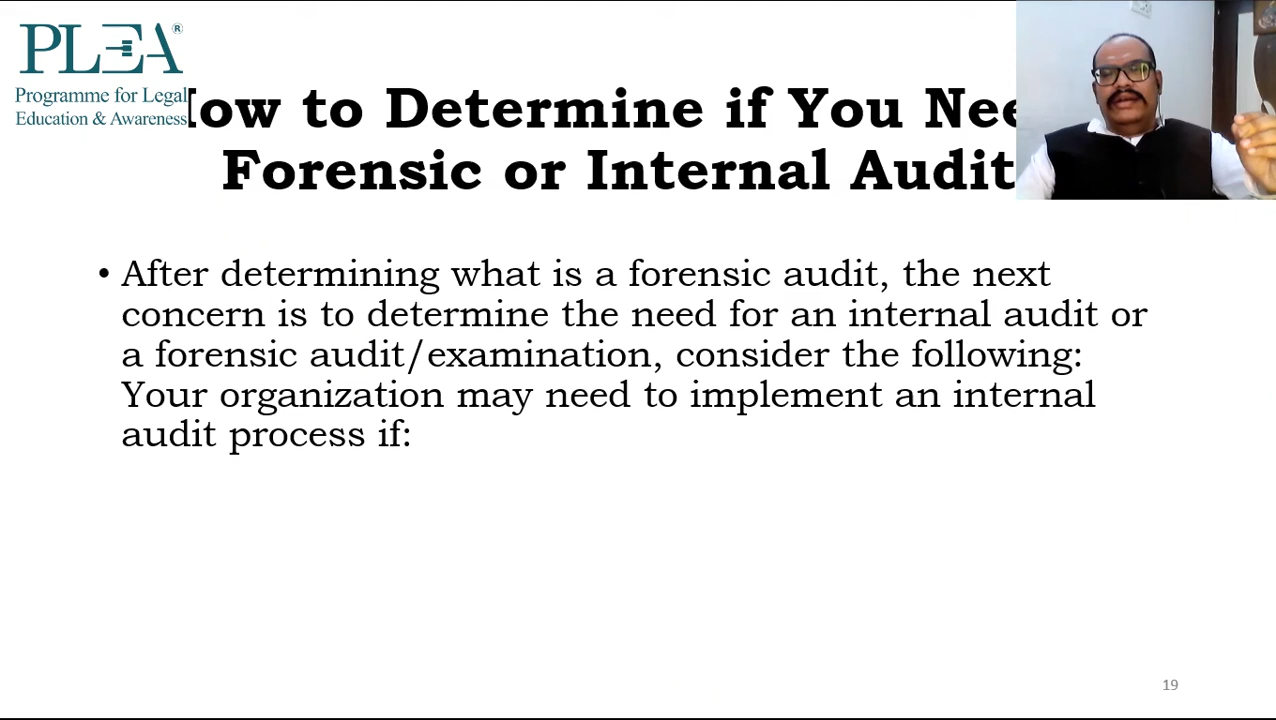 PLEA®
Programme for Legal
Education & Awareness
to Determine if You
Forensic or Internal Audit
• After determining what is a forensic audit, the next
concern is to determine the need for an internal audit or
a forensic audit/examination, consider the following:
Your organization may need to implement an internal
audit process if:
19